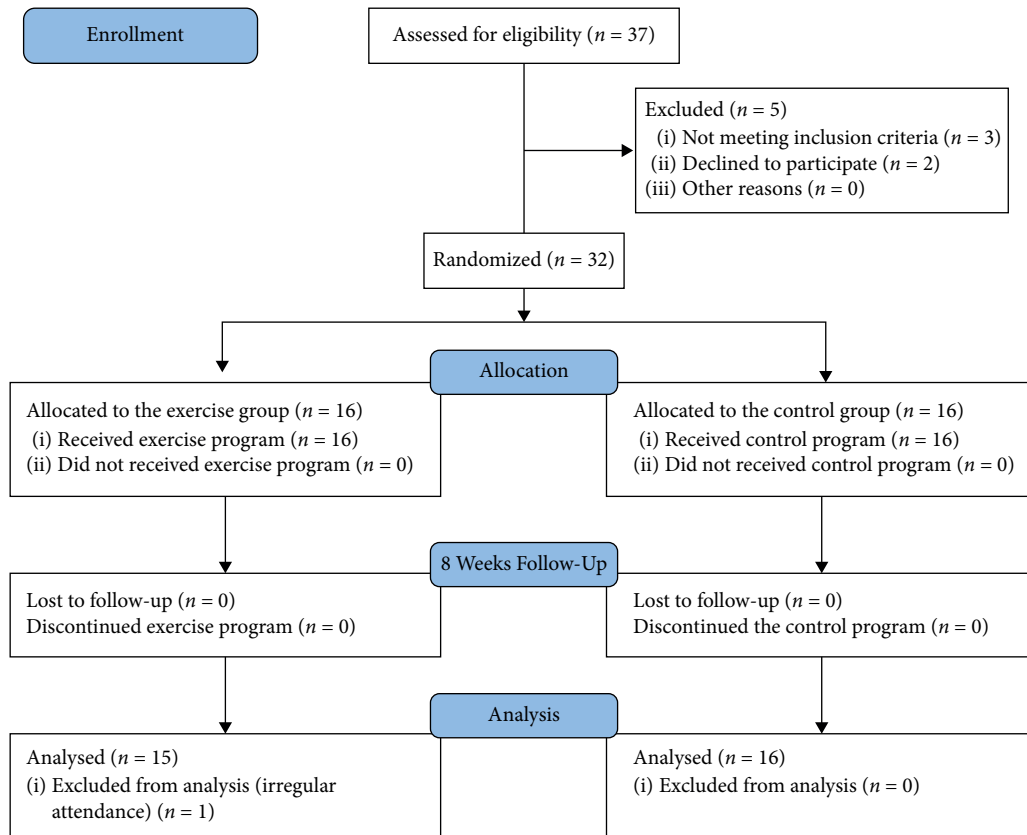 Enrollment
Assessed for eligibility (n = 37)
Excluded (n = 5)
(i) Not meeting inclusion criteria (n = 3)
(ii) Declined to participate (n = 2)
(iii) Other reasons (n = 0)
Randomized (n = 32)
Allocation
Allocated to the exercise group (n = 16)
(i) Received exercise program (n = 16)
(ii) Did not received exercise program (n = 0)
Allocated to the control group (n = 16)
(i) Received control program (n = 16)
(ii) Did not received control program (n = 0)
8 Weeks Follow-Up
Lost to follow-up (n = 0)
Discontinued exercise program (n = 0)
Lost to follow-up (n = 0)
Discontinued the control program (n = 0)
Analysis
Analysed (n = 15)
(i) Excluded from analysis (irregular
attendance) (n = 1)
Analysed (n = 16)
(i) Excluded from analysis (n = 0)